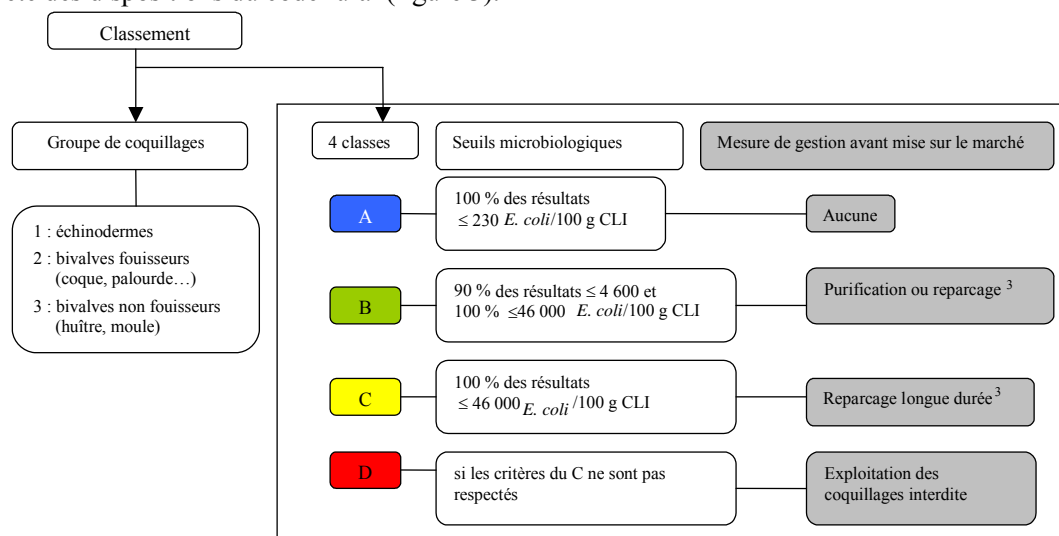 Classement
Groupe de coquillages
1 : échinodermes
2 : bivalves fouisseurs
(coque, palourde…)
3 : bivalves non fouisseurs
(huître, moule)
4 classes
Seuils microbiologiques
Mesure de gestion avant mise sur le marché
A
100 % des résultats
≤ 230 E. coli/100 g CLI
Aucune
B
90 % des résultats ≤ 4 600 et
100 % ≤46 000 E. coli/100 g CLI
Purification ou reparcage 3
C
100 % des résultats
≤ 46 000 E. coli /100 g CLI
Reparcage longue durée 3
D
si les critères du C ne sont pas
respectés
Exploitation des
coquillages interdite